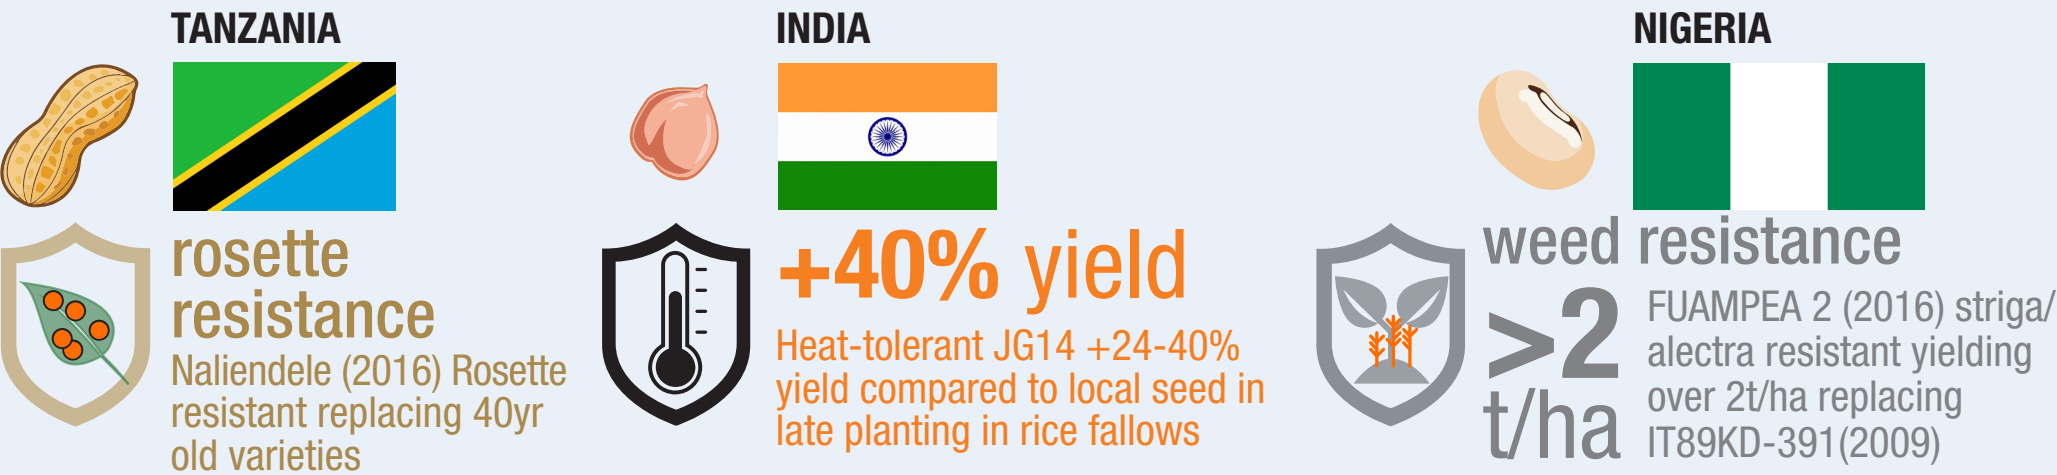 TANZANIA
rosette
resistance
Naliendele (2016) Rosette
resistant replacing 40yr
old varieties
INDIA
+40% yield
Heat-tolerant JG14 +24-40%
yield compared to local seed in
late planting in rice fallows
NIGERIA
weed resistance
>2
t/ha
FUAMPEA 2 (2016) striga/
alectra resistant yielding
over 2t/ha replacing
IT89KD-391(2009)